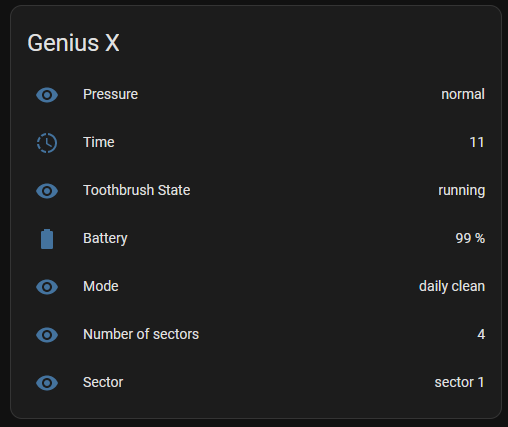 Genius X
Pressure normal
Time 11
Toothbrush State running
Battery 99 %
Mode daily clean
Number of sectors 4
Sector sector 1